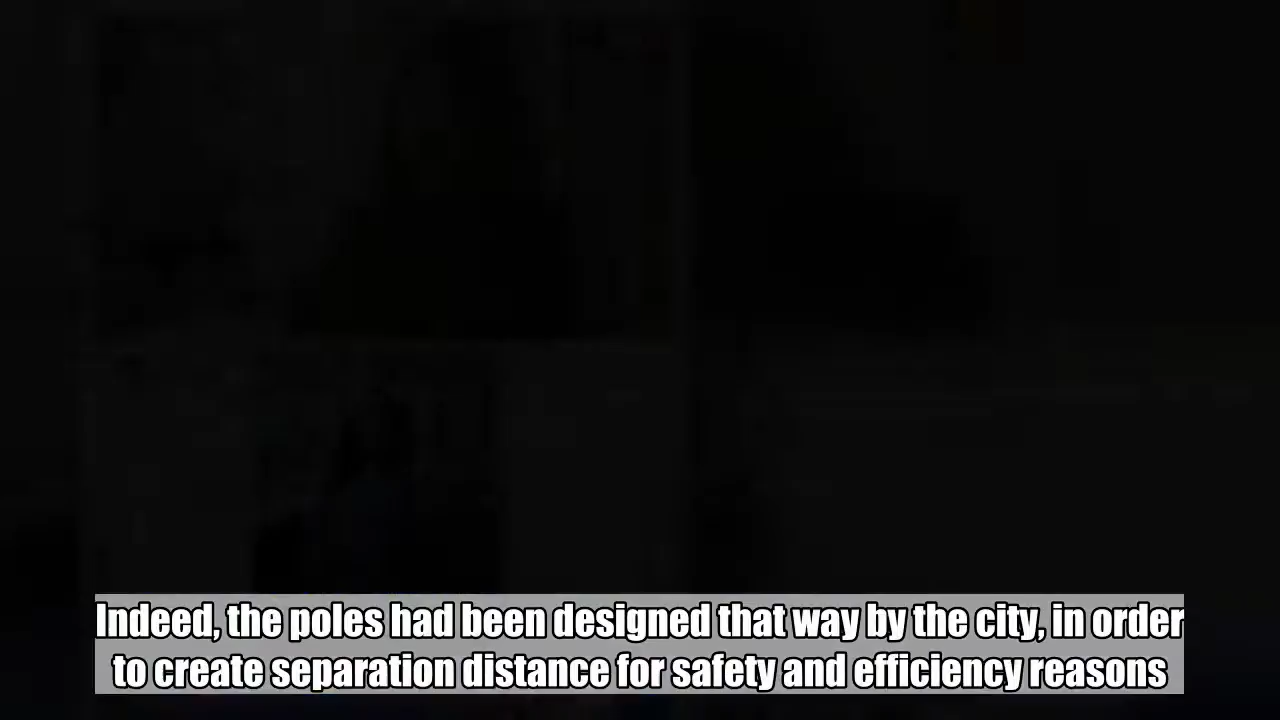 Indeed, the poles had been designed that way by the city, in order
to create separation distance for safety and efficiency reasons